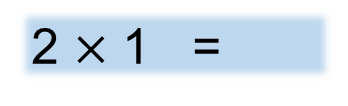 2 × 1 =